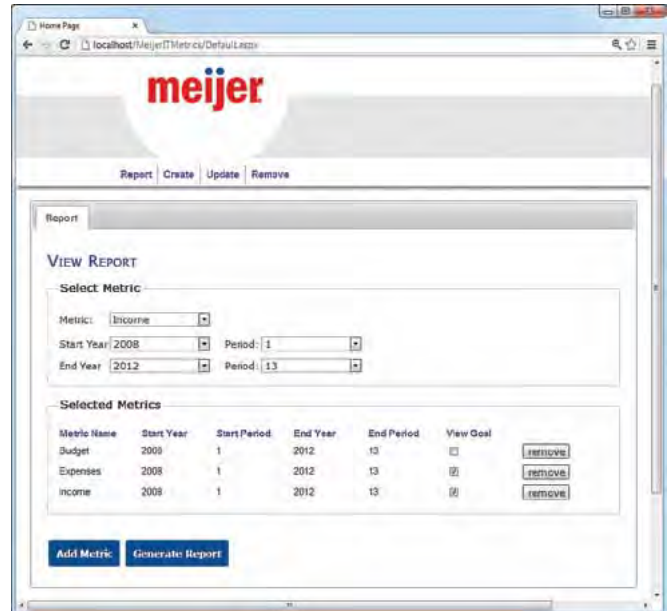 Home Page
localhost/MeijerITMetrics/Default.aspx
meijer
Report Create Update Remove
Report
VIEW REPORT
Select Metric
Metric: Income
Start Year 2008 Period: 1
End Year 2012 Period: 13
Selected Metrics
Metric Name Start Year Start Period End Year End Period View Goal
Budget 2008 1 2012 13 remove
Expenses 2008 1 2012 13 remove
Income 2008 1 2012 13 remove
Add Metric Generate Report